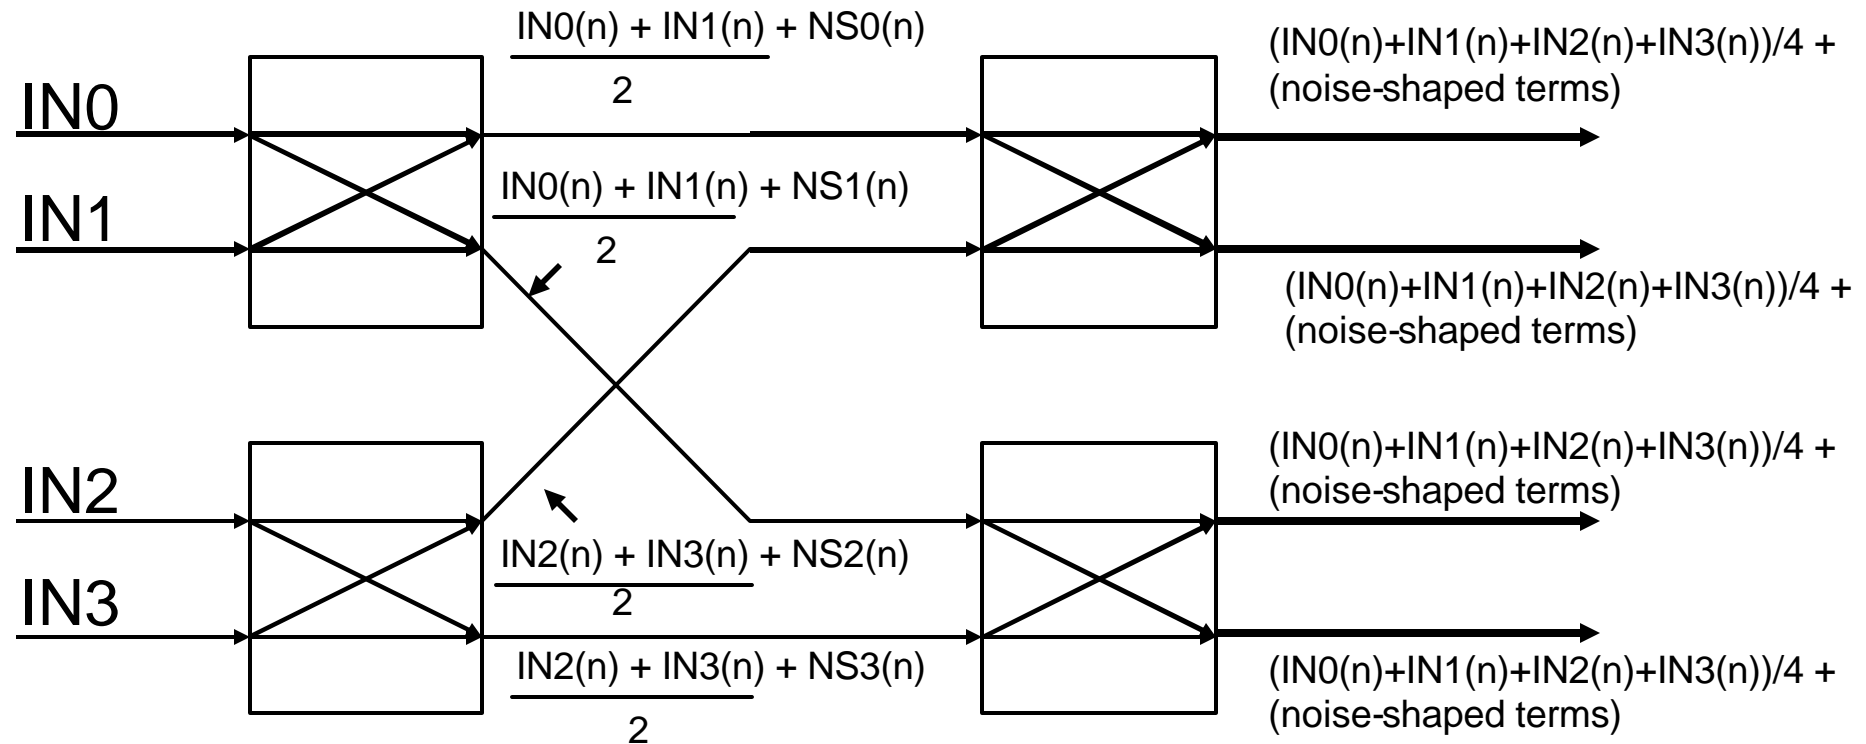 IN0(n) + IN1(n) + NS0(n)
2
(IN0(n)+IN1(n)+IN2(n)+IN3(n))/4 +
(noise-shaped terms)
IN0
IN0(n) + IN1(n) + NS1(n)
2
IN1
(IN0(n)+IN1(n)+IN2(n)+IN3(n))/4 +
(noise-shaped terms)
(IN0(n)+IN1(n)+IN2(n)+IN3(n))/4 +
(noise-shaped terms)
IN2
IN2(n) + IN3(n) + NS2(n)
2
IN3
IN2(n) + IN3(n) + NS3(n)
2
(IN0(n)+IN1(n)+IN2(n)+IN3(n))/4 +
(noise-shaped terms)